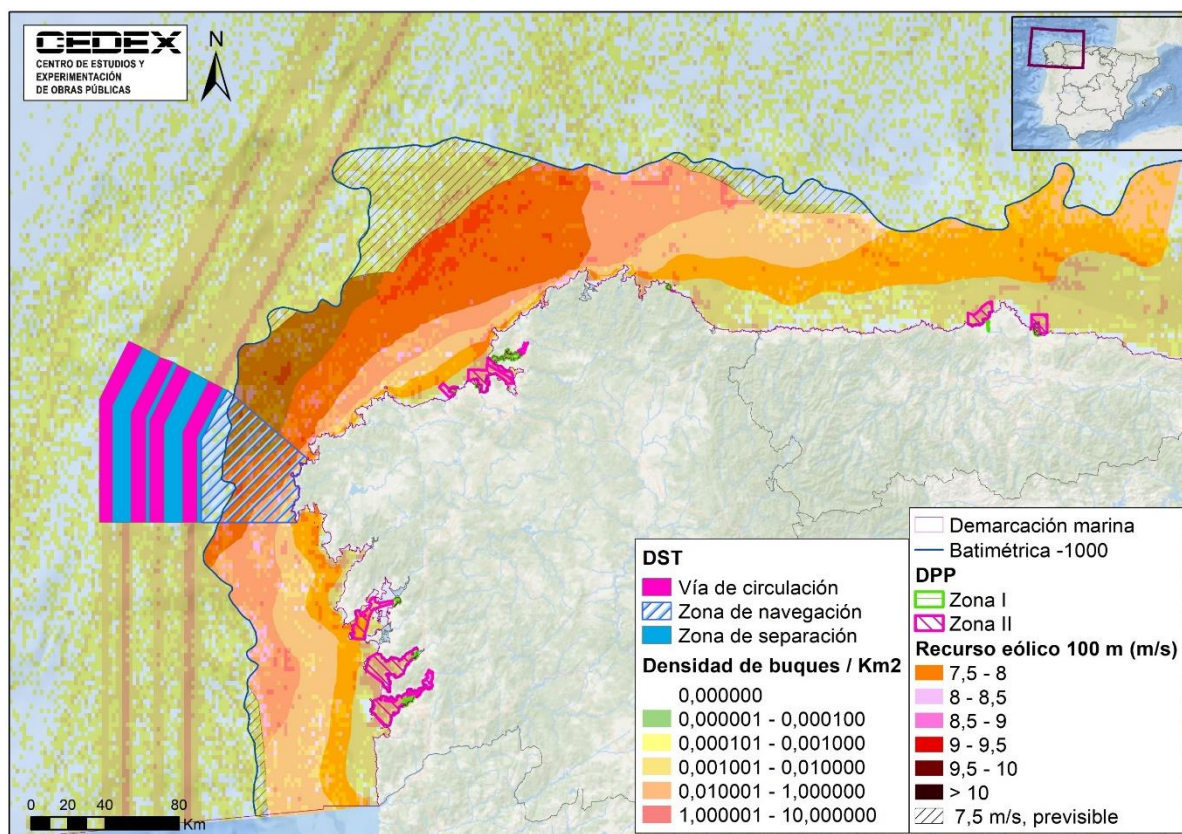 CEDEX
CENTRO DE ESTUDIOS Y
EXPERIMENTACIÓN
DE OBRAS PÚBLICAS
N
DST
Vía de circulación
Zona de navegación
Zona de separación
Densidad de buques / Km2
0,000000
0,000001 - 0,000100
0,000101 - 0,001000
0,001001 - 0,010000
0,010001 - 1,000000
1,000001 - 10,000000
Demarcación marina
Batimétrica -1000
DPP
Zona I
Zona II
Recurso eólico 100 m (m/s)
7,5 - 8
8 - 8,5
8,5 - 9
9 - 9,5
9,5 - 10
> 10
7,5 m/s, previsible
0 20 40 80
Km